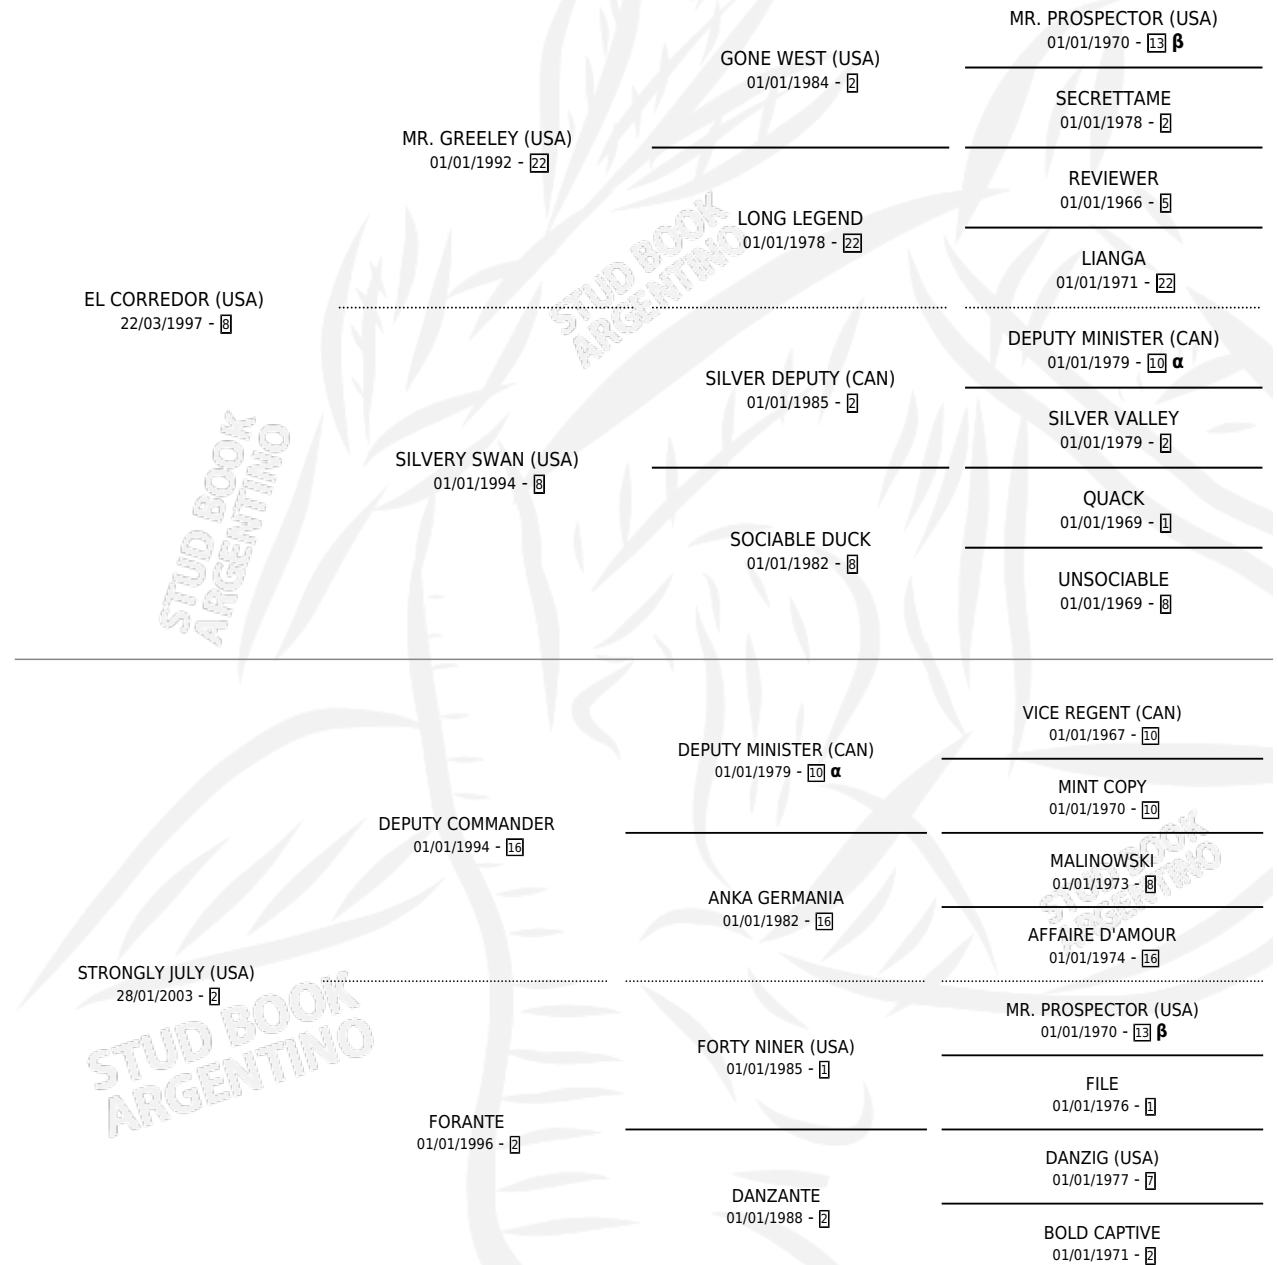 MR. PROSPECTOR (USA)
01/01/1970 - 13 β
GONE WEST (USA)
01/01/1984 - 2
SECRETTAME
01/01/1978 - 2
MR. GREELEY (USA)
01/01/1992 - 22
REVIEWER
01/01/1966 - 5
LONG LEGEND
01/01/1978 - 22
LIANGA
01/01/1971 - 22
EL CORREDOR (USA)
22/03/1997 - 8
DEPUTY MINISTER (CAN)
01/01/1979 - 10 α
SILVER DEPUTY (CAN)
01/01/1985 - 2
SILVER VALLEY
01/01/1979 - 2
SILVERY SWAN (USA)
01/01/1994 - 8
QUACK
01/01/1969 - 1
SOCIABLE DUCK
01/01/1982 - 8
UNSOCIABLE
01/01/1969 - 8
VICE REGENT (CAN)
01/01/1967 - 10
DEPUTY MINISTER (CAN)
01/01/1979 - 10 α
MINT COPY
01/01/1970 - 10
DEPUTY COMMANDER
01/01/1994 - 16
MALINOWSKI
01/01/1973 - 8
ANKA GERMANIA
01/01/1982 - 16
AFFAIRE D'AMOUR
01/01/1974 - 16
STRONGLY JULY (USA)
28/01/2003 - 2
MR. PROSPECTOR (USA)
01/01/1970 - 13 β
FORTY NINER (USA)
01/01/1985 - 1
FILE
01/01/1976 - 1
FORANTE
01/01/1996 - 2
DANZIG (USA)
01/01/1977 - 7
DANZANTE
01/01/1988 - 2
BOLD CAPTIVE
01/01/1971 - 2
STUD BOOK
ARGENTINO
STUD BOOK
ARGENTINO
STUD BOOK
ARGENTINO
STUD BOOK
ARGENTINO